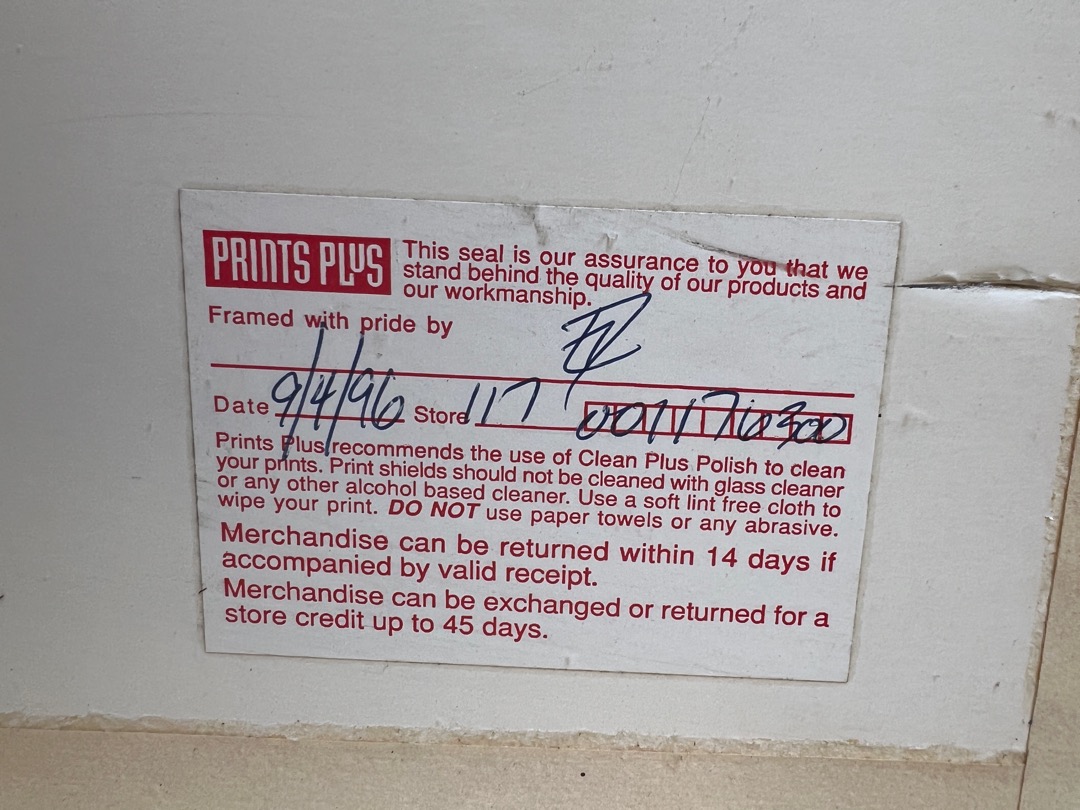 PRINTS PLUS
This seal is our assurance to you that we
stand behind the quality of our products and
our workmanship.
Framed with pride by
Date 9/4/96 Store 117
Prints Plus recommends the use of Clean Plus Polish to clean
your prints. Print shields should not be cleaned with glass cleaner
or any other alcohol based cleaner. Use a soft lint free cloth to
wipe your print. DO NOT use paper towels or any abrasive.
Merchandise can be returned within 14 days if
accompanied by valid receipt.
Merchandise can be exchanged or returned for a
store credit up to 45 days.